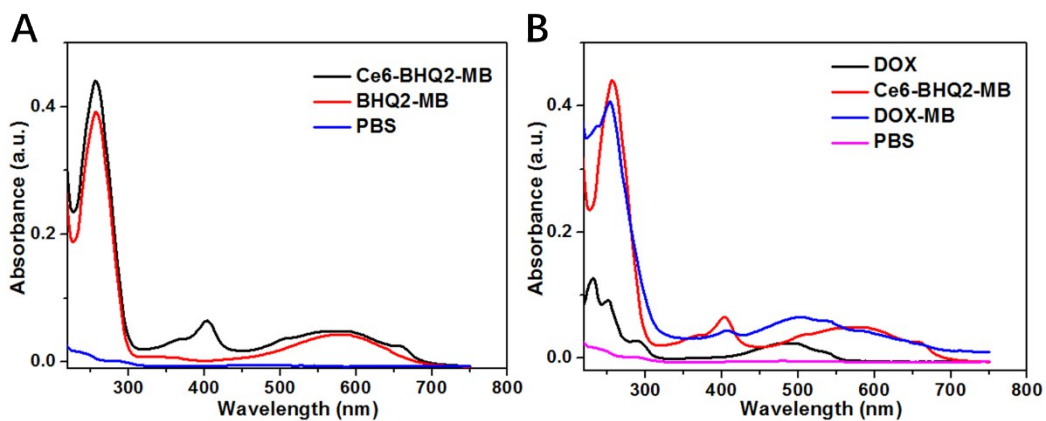 A
Ce6-BHQ2-MB
BHQ2-MB
PBS
0.4
0.2
0.0
Absorbance (a.u.)
300 400 500 600 700 800
Wavelength (nm)
B
DOX
Ce6-BHQ2-MB
DOX-MB
PBS
0.4
0.2
0.0
Absorbance (a.u.)
300 400 500 600 700 800
Wavelength (nm)